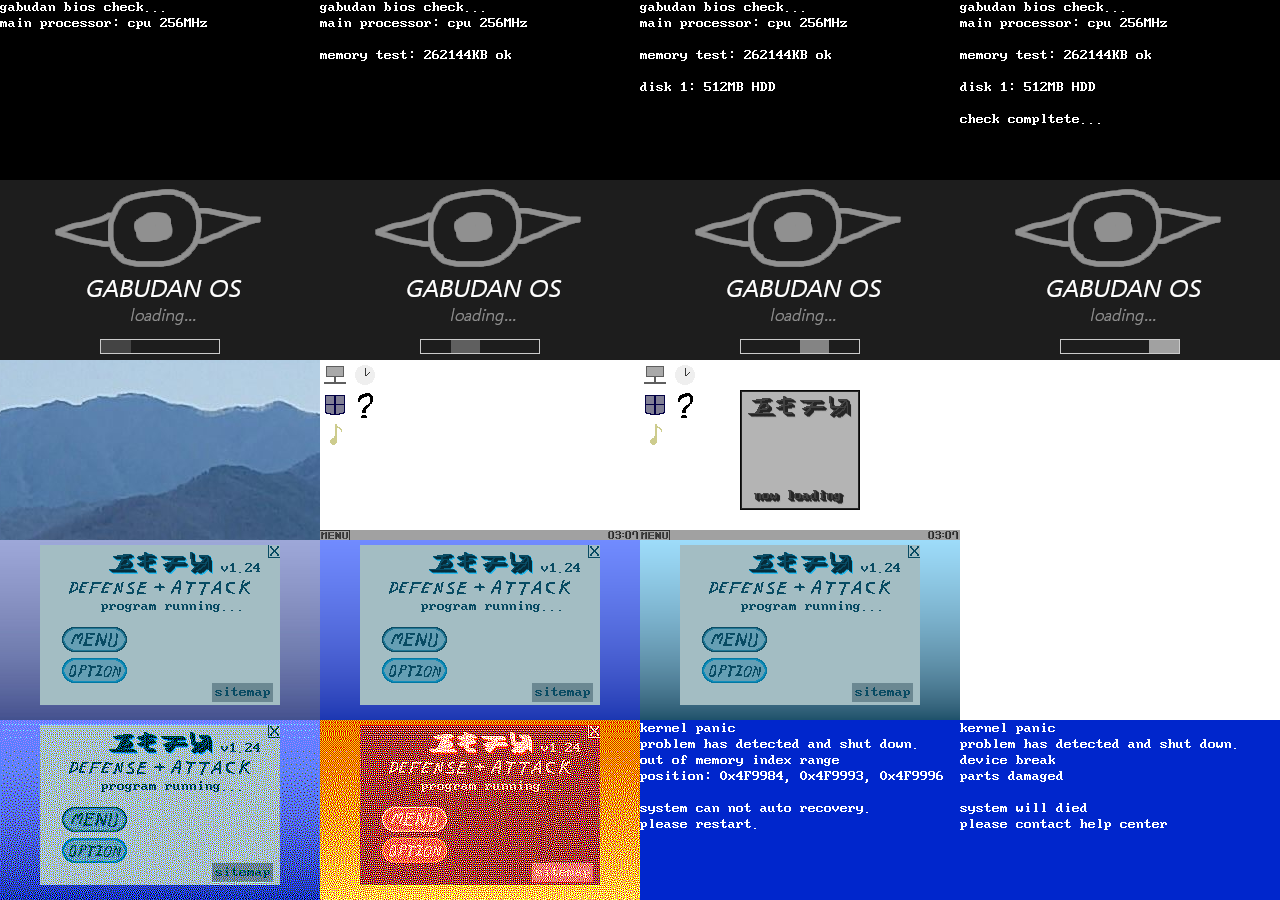 gabudan bios check...
main processor: cpu 256MHz
gabudan bios check...
main processor: cpu 256MHz
memory test: 262144KB ok
gabudan bios check...
main processor: cpu 256MHz
memory test: 262144KB ok
disk 1: 512MB HDD
gabudan bios check...
main processor: cpu 256MHz
memory test: 262144KB ok
disk 1: 512MB HDD
check compltete...
GABUDAN OS
loading...
GABUDAN OS
loading...
GABUDAN OS
loading...
GABUDAN OS
loading...
?
MENU
03:07
?
now loading
MENU
03:07
v1.24
DEFENSE + ATTACK
program running...
MENU
OPTION
sitemap
v1.24
DEFENSE + ATTACK
program running...
MENU
OPTION
sitemap
v1.24
DEFENSE + ATTACK
program running...
MENU
OPTION
sitemap
v1.24
DEFENSE + ATTACK
program running...
MENU
OPTION
sitemap
v1.24
DEFENSE + ATTACK
program running...
MENU
OPTION
sitemap
kernel panic
problem has detected and shut down.
out of memory index range
position: 0x4F9984, 0x4F9993, 0x4F9996
system can not auto recovery.
please restart.
kernel panic
problem has detected and shut down.
device break
parts damaged
system will died
please contact help center